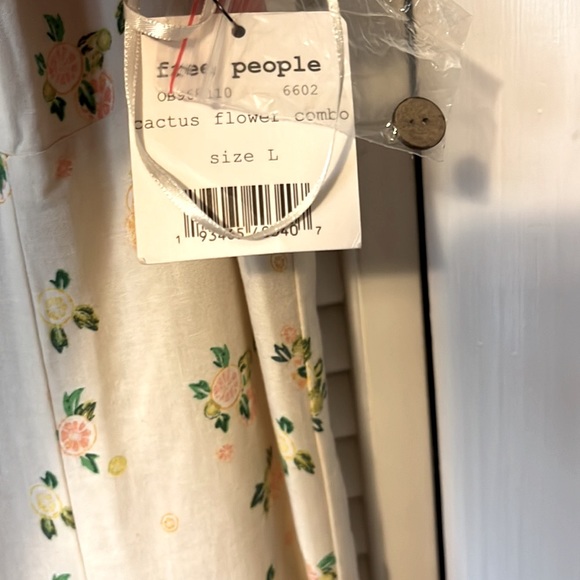 free people
6602
cactus flower combo
size L